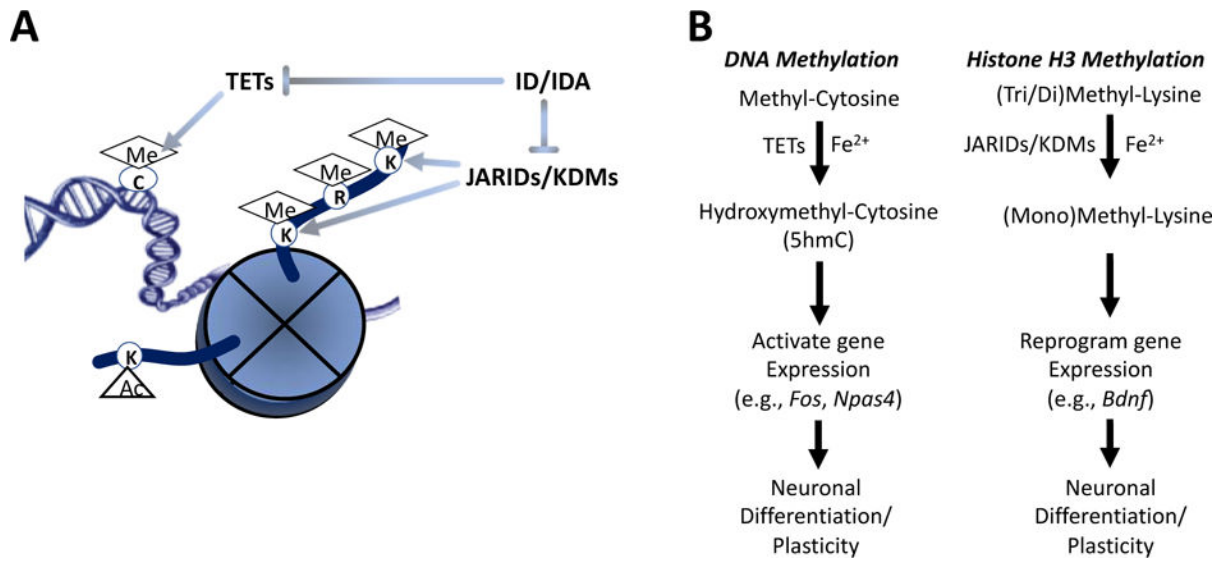 A
TETs
ID/IDA
Me
C
Me
K
Me
R
JARIDs/KDMs
Me
K
K
Ac
B
DNA Methylation
Methyl-Cytosine
TETs Fe²⁺
Hydroxymethyl-Cytosine
(5hmC)
Activate gene
Expression
(e.g., Fos, Npas4)
Neuronal
Differentiation/
Plasticity
Histone H3 Methylation
(Tri/Di)Methyl-Lysine
JARIDs/KDMs Fe²⁺
(Mono)Methyl-Lysine
Reprogram gene
Expression
(e.g., Bdnf)
Neuronal
Differentiation/
Plasticity